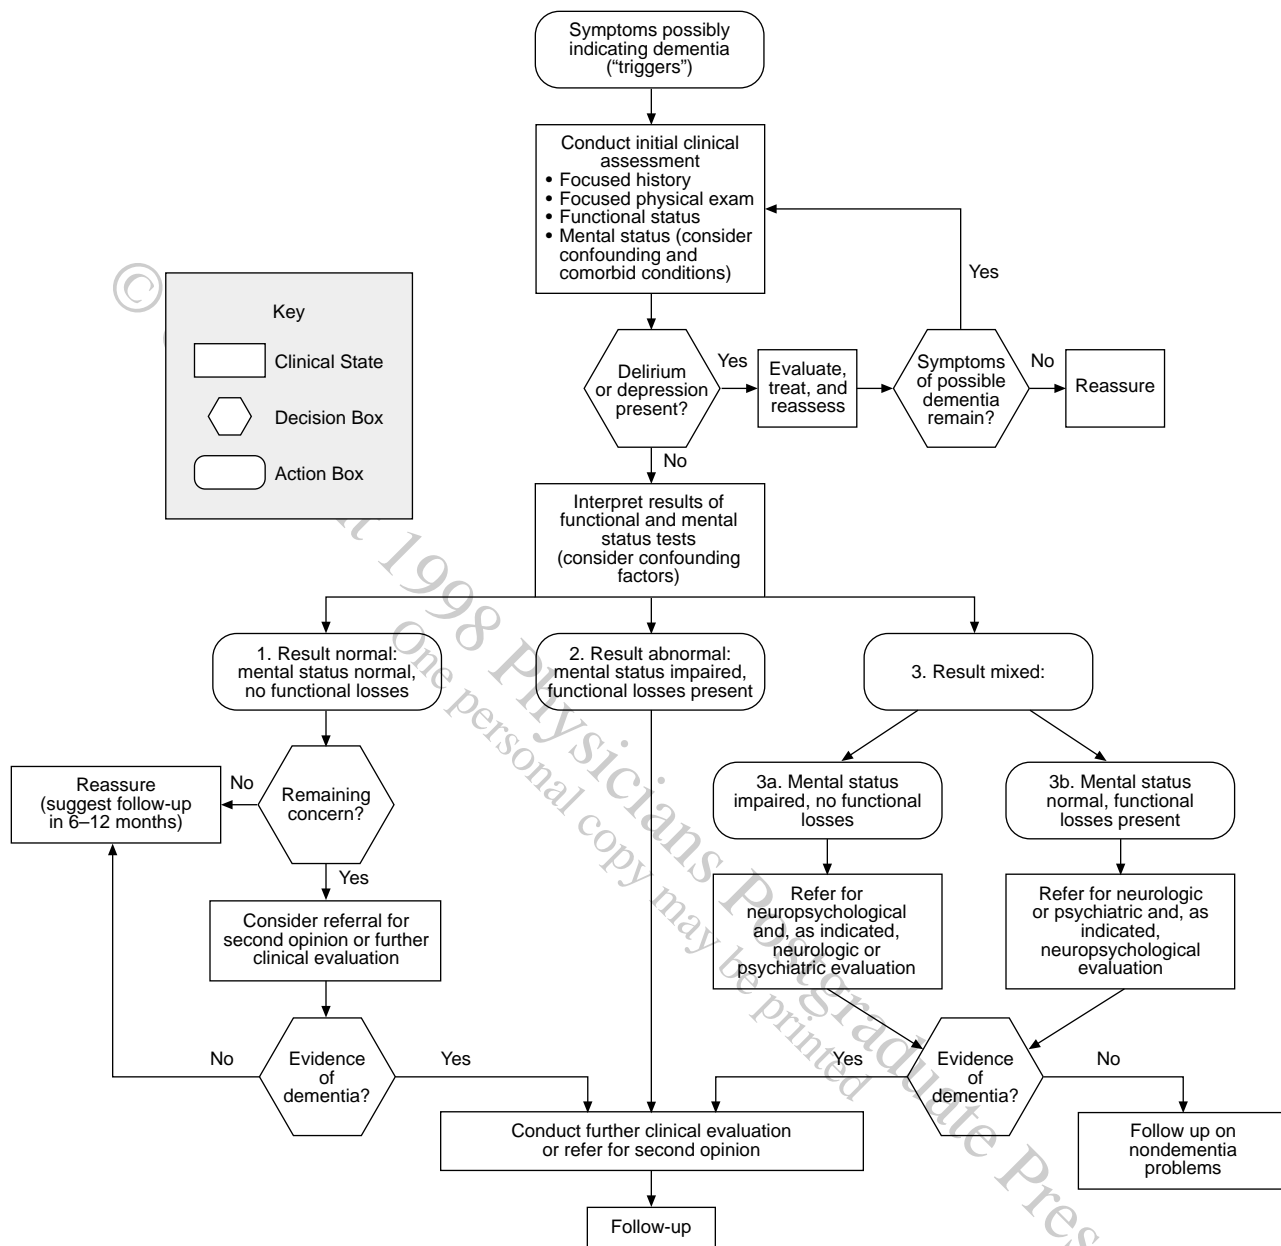 Symptoms possibly
indicating dementia
(“triggers”)
Conduct initial clinical
assessment
• Focused history
• Focused physical exam
• Functional status
• Mental status (consider
confounding and
comorbid conditions)
Yes
Key
Clinical State
Decision Box
Action Box
Delirium
or depression
present?
Yes
Evaluate,
treat, and
reassess
Symptoms
of possible
dementia
remain?
No
Reassure
No
Interpret results of
functional and mental
status tests
(consider confounding
factors)
1. Result normal:
mental status normal,
no functional losses
2. Result abnormal:
mental status impaired,
functional losses present
3. Result mixed:
Remaining
concern?
No
Reassure
(suggest follow-up
in 6–12 months)
Yes
3a. Mental status
impaired, no functional
losses
3b. Mental status
normal, functional
losses present
Consider referral for
second opinion or further
clinical evaluation
Refer for
neuropsychological
and, as indicated,
neurologic or
psychiatric evaluation
Refer for neurologic
or psychiatric and, as
indicated,
neuropsychological
evaluation
No
Evidence
of
dementia?
Yes
Yes
Evidence
of
dementia?
No
Conduct further clinical evaluation
or refer for second opinion
Follow up on
nondementia
problems
Follow-up
© 1998 Physicians Postgraduate
One personal copy may be printed